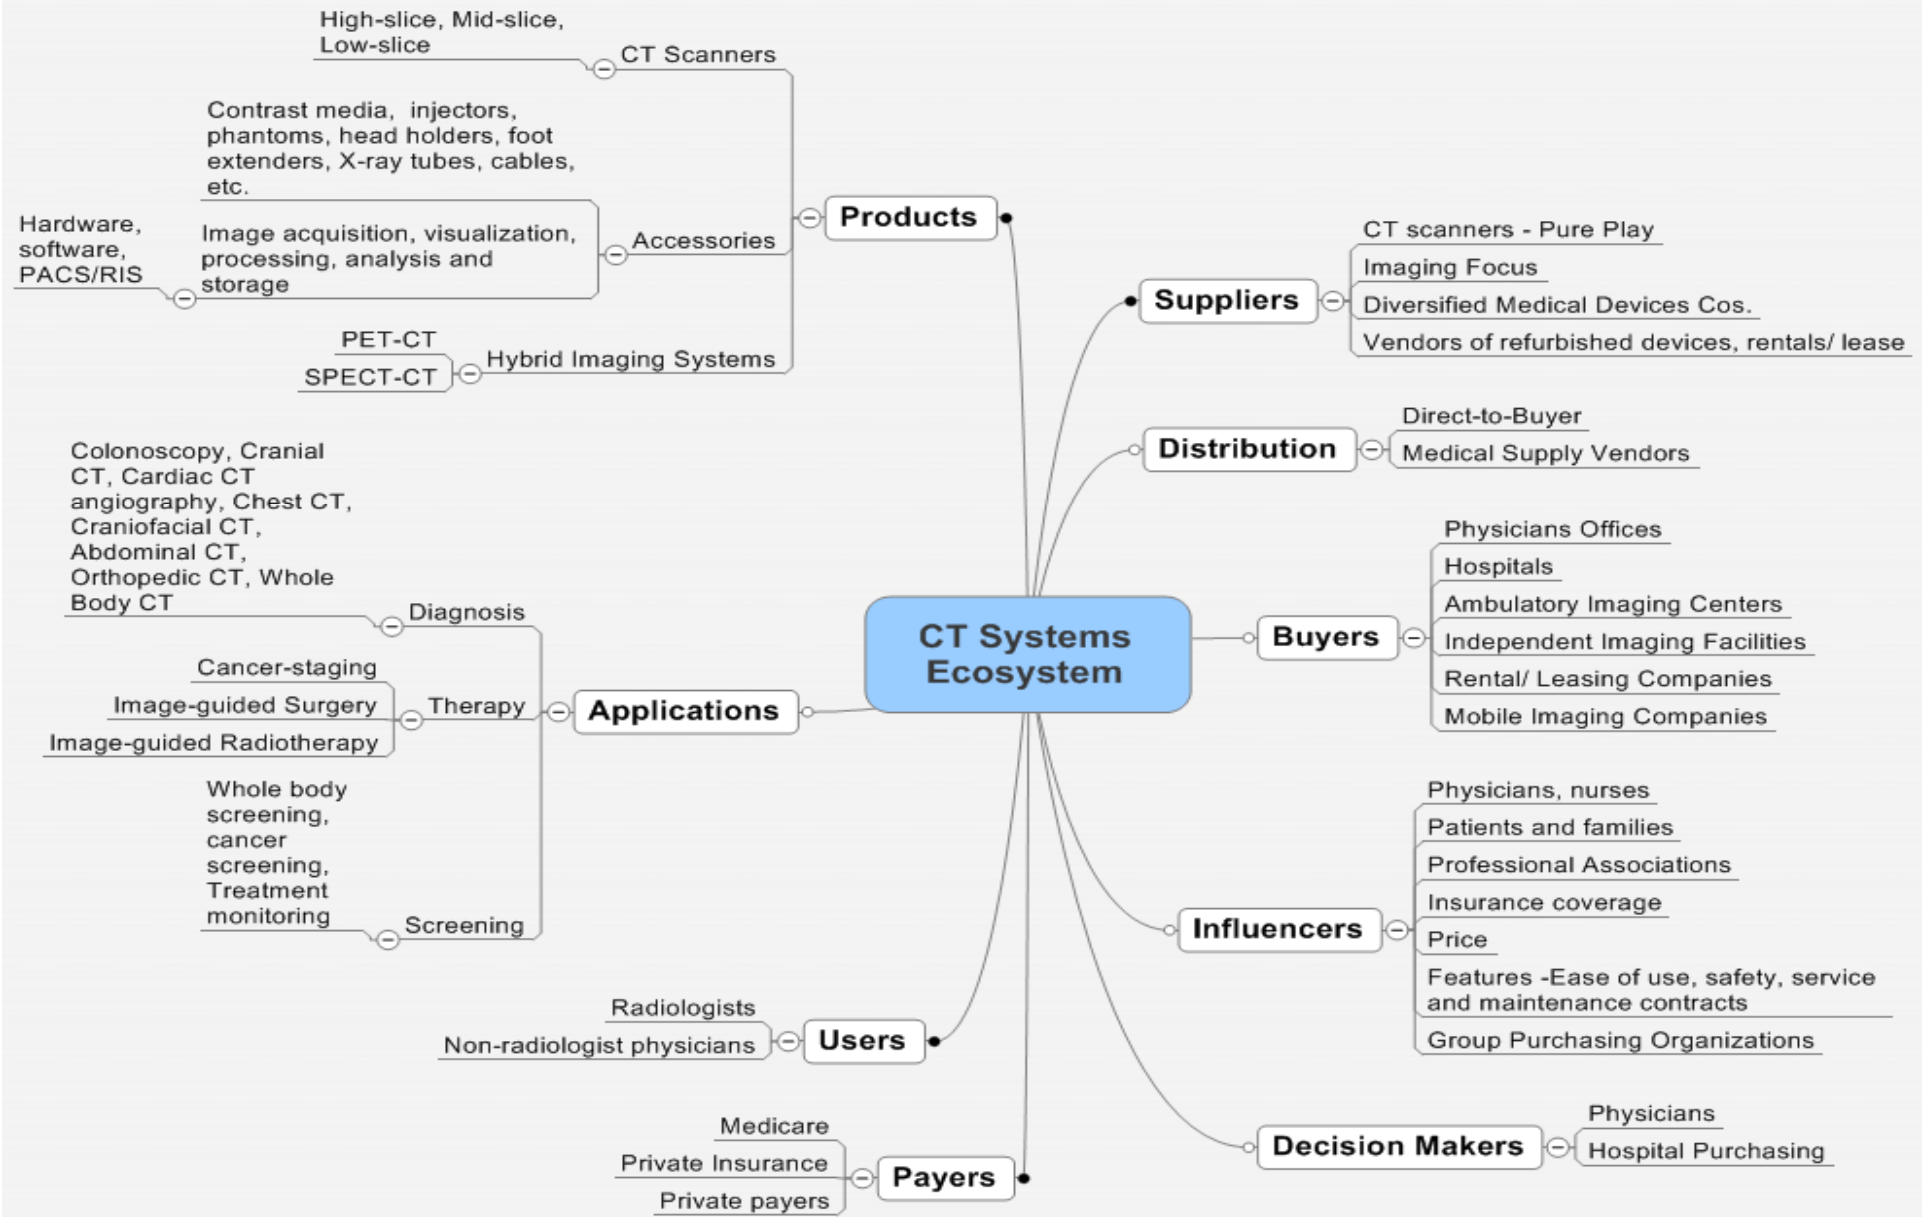 High-slice, Mid-slice,
Low-slice
CT Scanners
Contrast media,  injectors,
phantoms, head holders, foot
extenders, X-ray tubes, cables,
etc.
Products
Hardware,
software,
PACS/RIS
Image acquisition, visualization,
processing, analysis and
storage
Accessories
PET-CT
SPECT-CT
Hybrid Imaging Systems
CT scanners - Pure Play
Imaging Focus
Suppliers
Diversified Medical Devices Cos.
Vendors of refurbished devices, rentals/ lease
Direct-to-Buyer
Distribution
Medical Supply Vendors
Colonoscopy, Cranial
CT, Cardiac CT
angiography, Chest CT,
Craniofacial CT,
Abdominal CT,
Orthopedic CT, Whole
Body CT
Diagnosis
Cancer-staging
Image-guided Surgery
Therapy
Image-guided Radiotherapy
Applications
Whole body
screening,
cancer
screening,
Treatment
monitoring
Screening
CT Systems
Ecosystem
Physicians Offices
Hospitals
Ambulatory Imaging Centers
Buyers
Independent Imaging Facilities
Rental/ Leasing Companies
Mobile Imaging Companies
Physicians, nurses
Patients and families
Professional Associations
Insurance coverage
Influencers
Price
Features -Ease of use, safety, service
and maintenance contracts
Group Purchasing Organizations
Radiologists
Non-radiologist physicians
Users
Medicare
Private Insurance
Payers
Private payers
Physicians
Decision Makers
Hospital Purchasing